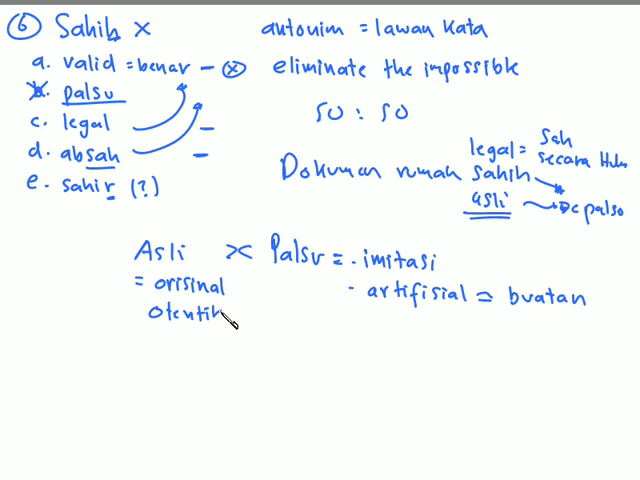 6 Sahih ×
antonim = lawan kata
a. valid = benar - ×
eliminate the impossible
b. palsu
50 : 50
c. legal -
d. absah -
legal = Sah
secara Huk
Dokumen rumah Sahih
e. sahir (?)
asli → palso
Asli × Palsu = - imitasi
= orisinal
- artifisial = buatan
Otentik